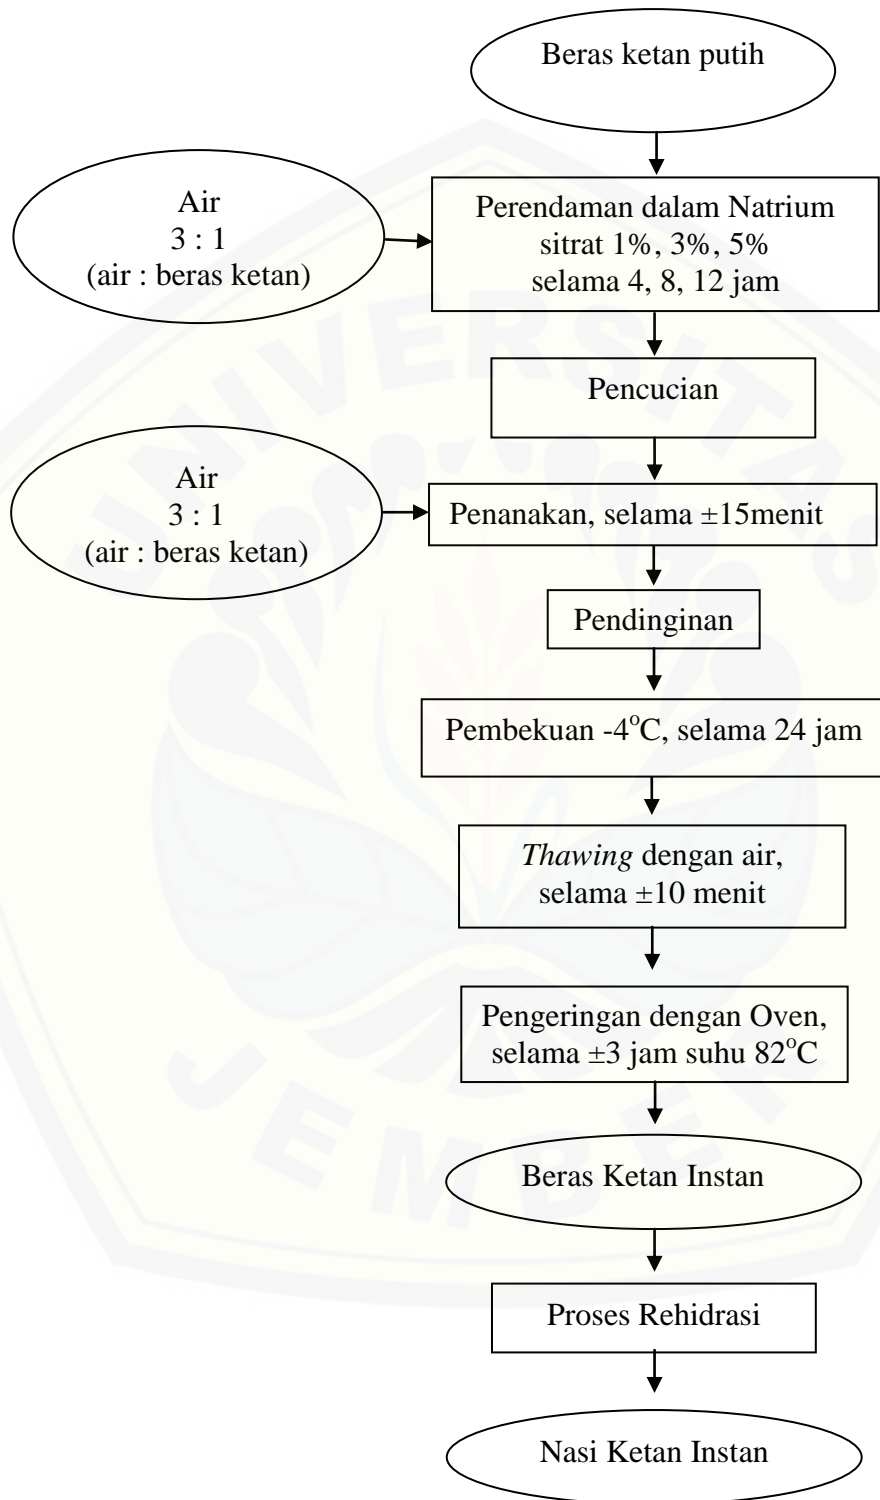 Beras ketan putih
Air
3 : 1
(air : beras ketan)
Perendaman dalam Natrium
sitrat 1%, 3%, 5%
selama 4, 8, 12 jam
Pencucian
Air
3 : 1
(air : beras ketan)
Penanakan, selama ±15menit
Pendinginan
Pembekuan -4°C, selama 24 jam
Thawing dengan air,
selama ±10 menit
Pengeringan dengan Oven,
selama ±3 jam suhu 82°C
Beras Ketan Instan
Proses Rehidrasi
Nasi Ketan Instan
UNIVERSITAS
JEMBER